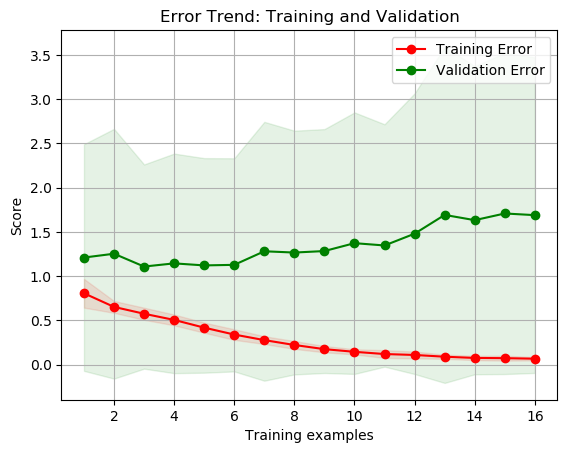 Error Trend: Training and Validation
Training Error
Validation Error
3.5
3.0
2.5
2.0
1.5
1.0
0.5
0.0
Score
2 4 6 8 10 12 14 16
Training examples